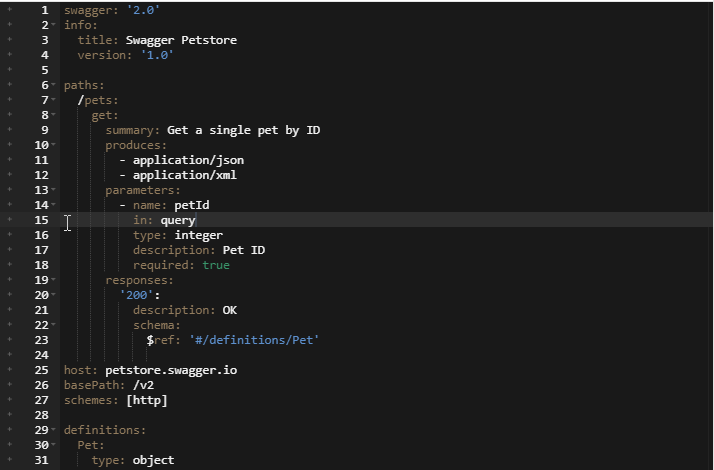 1 swagger: '2.0'
2 info:
3   title: Swagger Petstore
4   version: '1.0'
5
6 paths:
7   /pets:
8     get:
9       summary: Get a single pet by ID
10       produces:
11         - application/json
12         - application/xml
13       parameters:
14         - name: petId
15           in: query
16           type: integer
17           description: Pet ID
18           required: true
19       responses:
20         '200':
21           description: OK
22           schema:
23             $ref: '#/definitions/Pet'
24
25 host: petstore.swagger.io
26 basePath: /v2
27 schemes: [http]
28
29 definitions:
30   Pet:
31     type: object